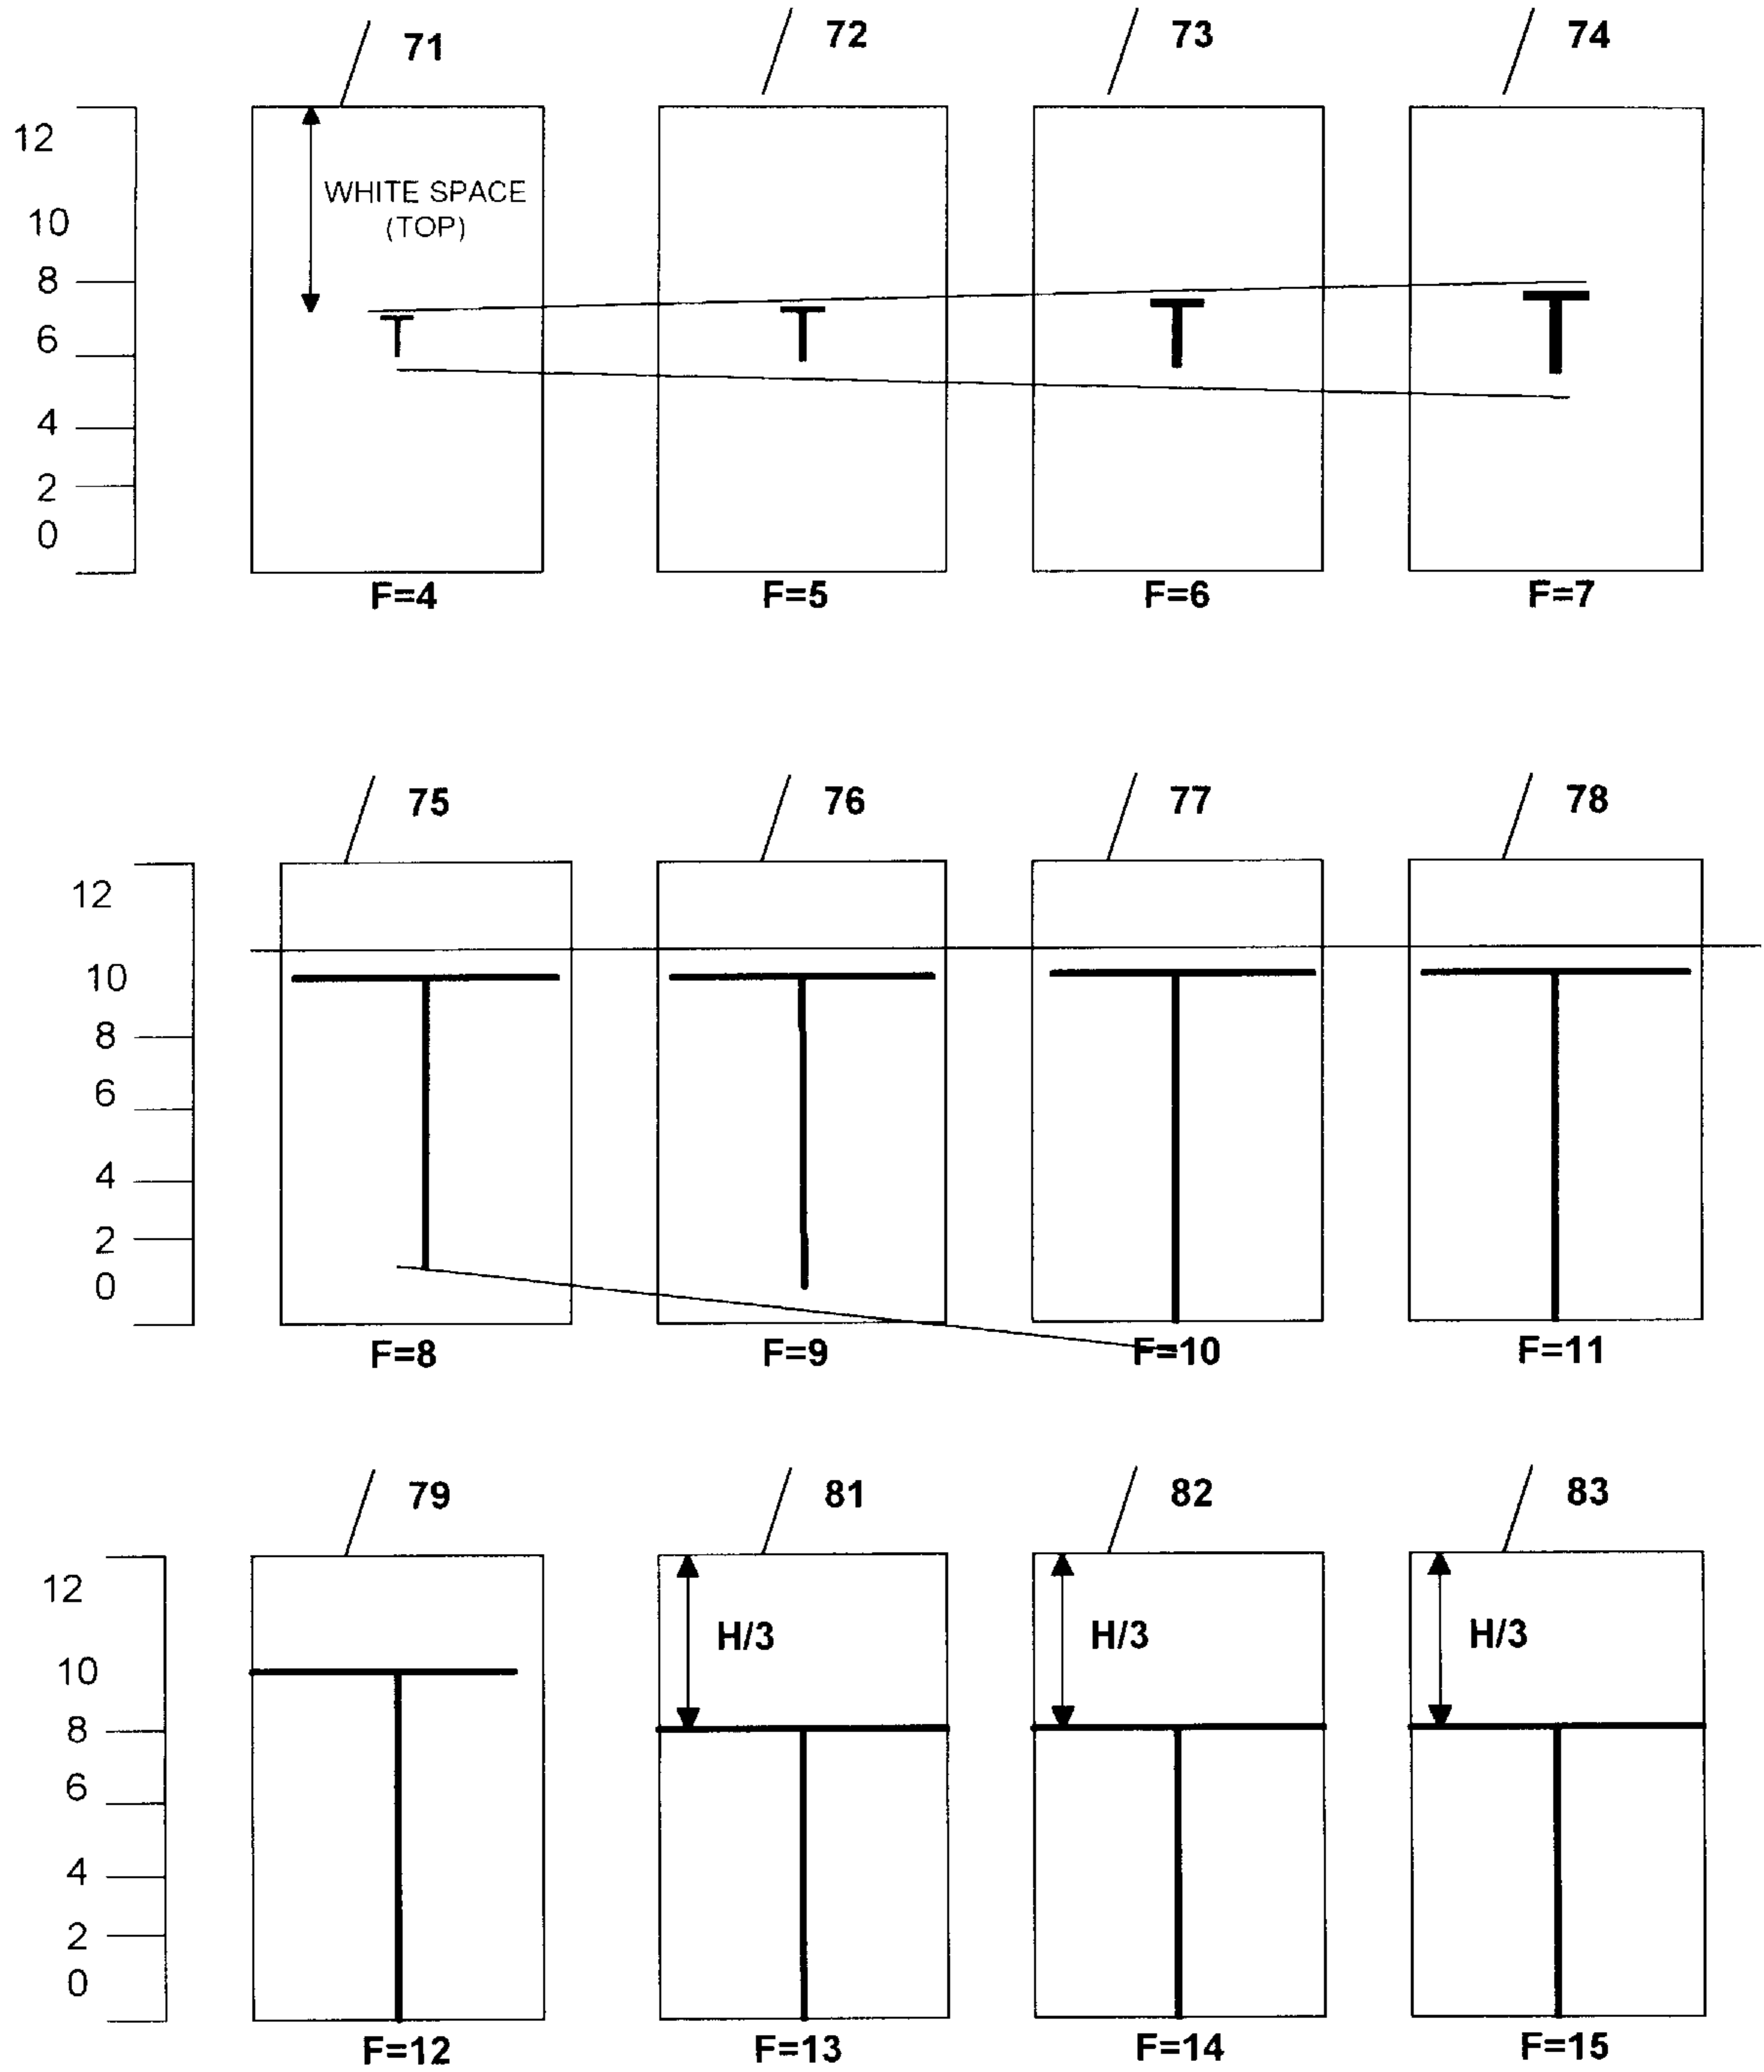 71 72 73 74
12
10
8
6
4
2
0
WHITE SPACE
(TOP)
T T T T
F=4 F=5 F=6 F=7
75 76 77 78
12
10
8
6
4
2
0
T T T T
F=8 F=9 F=10 F=11
79 81 82 83
12
10
8
6
4
2
0
H/3 H/3 H/3
T T T T
F=12 F=13 F=14 F=15